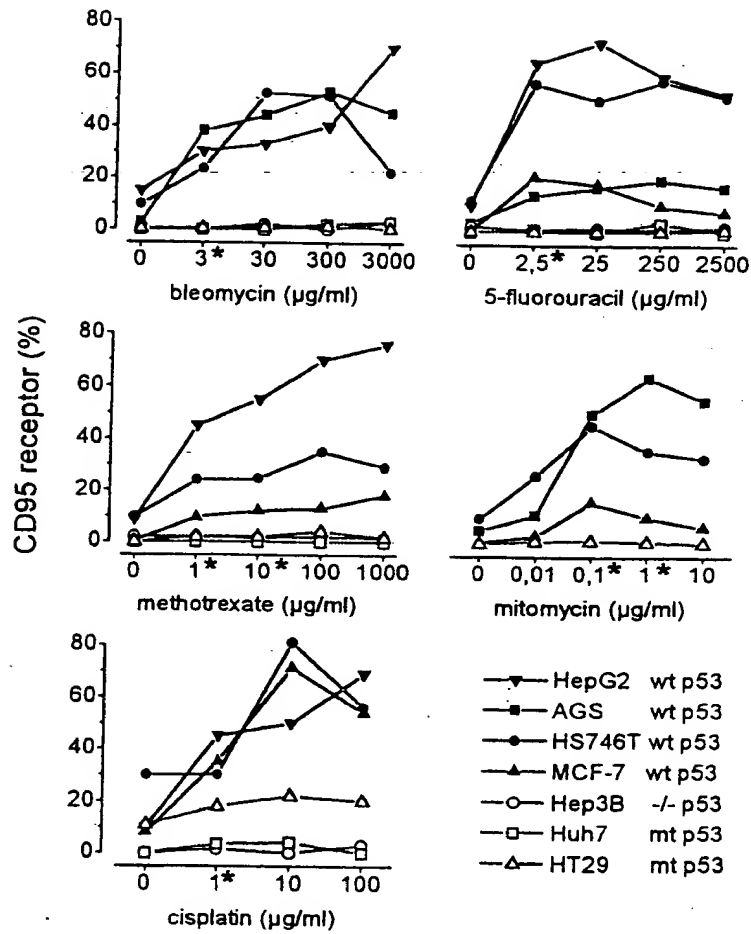 CD95 receptor (%)
80
60
40
20
0
0 3* 30 300 3000
bleomycin (µg/ml)
0 2,5* 25 250 2500
5-fluorouracil (µg/ml)
80
60
40
20
0
0 1* 10* 100 1000
methotrexate (µg/ml)
0 0,01 0,1* 1* 10
mitomycin (µg/ml)
80
60
40
20
0
0 1* 10 100
cisplatin (µg/ml)
HepG2 wt p53
AGS wt p53
HS746T wt p53
MCF-7 wt p53
Hep3B -/- p53
Huh7 mt p53
HT29 mt p53